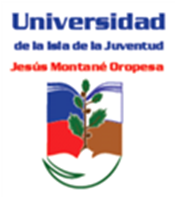 Universidad
de la Isla de la Juventud
Jesús Montané Oropesa